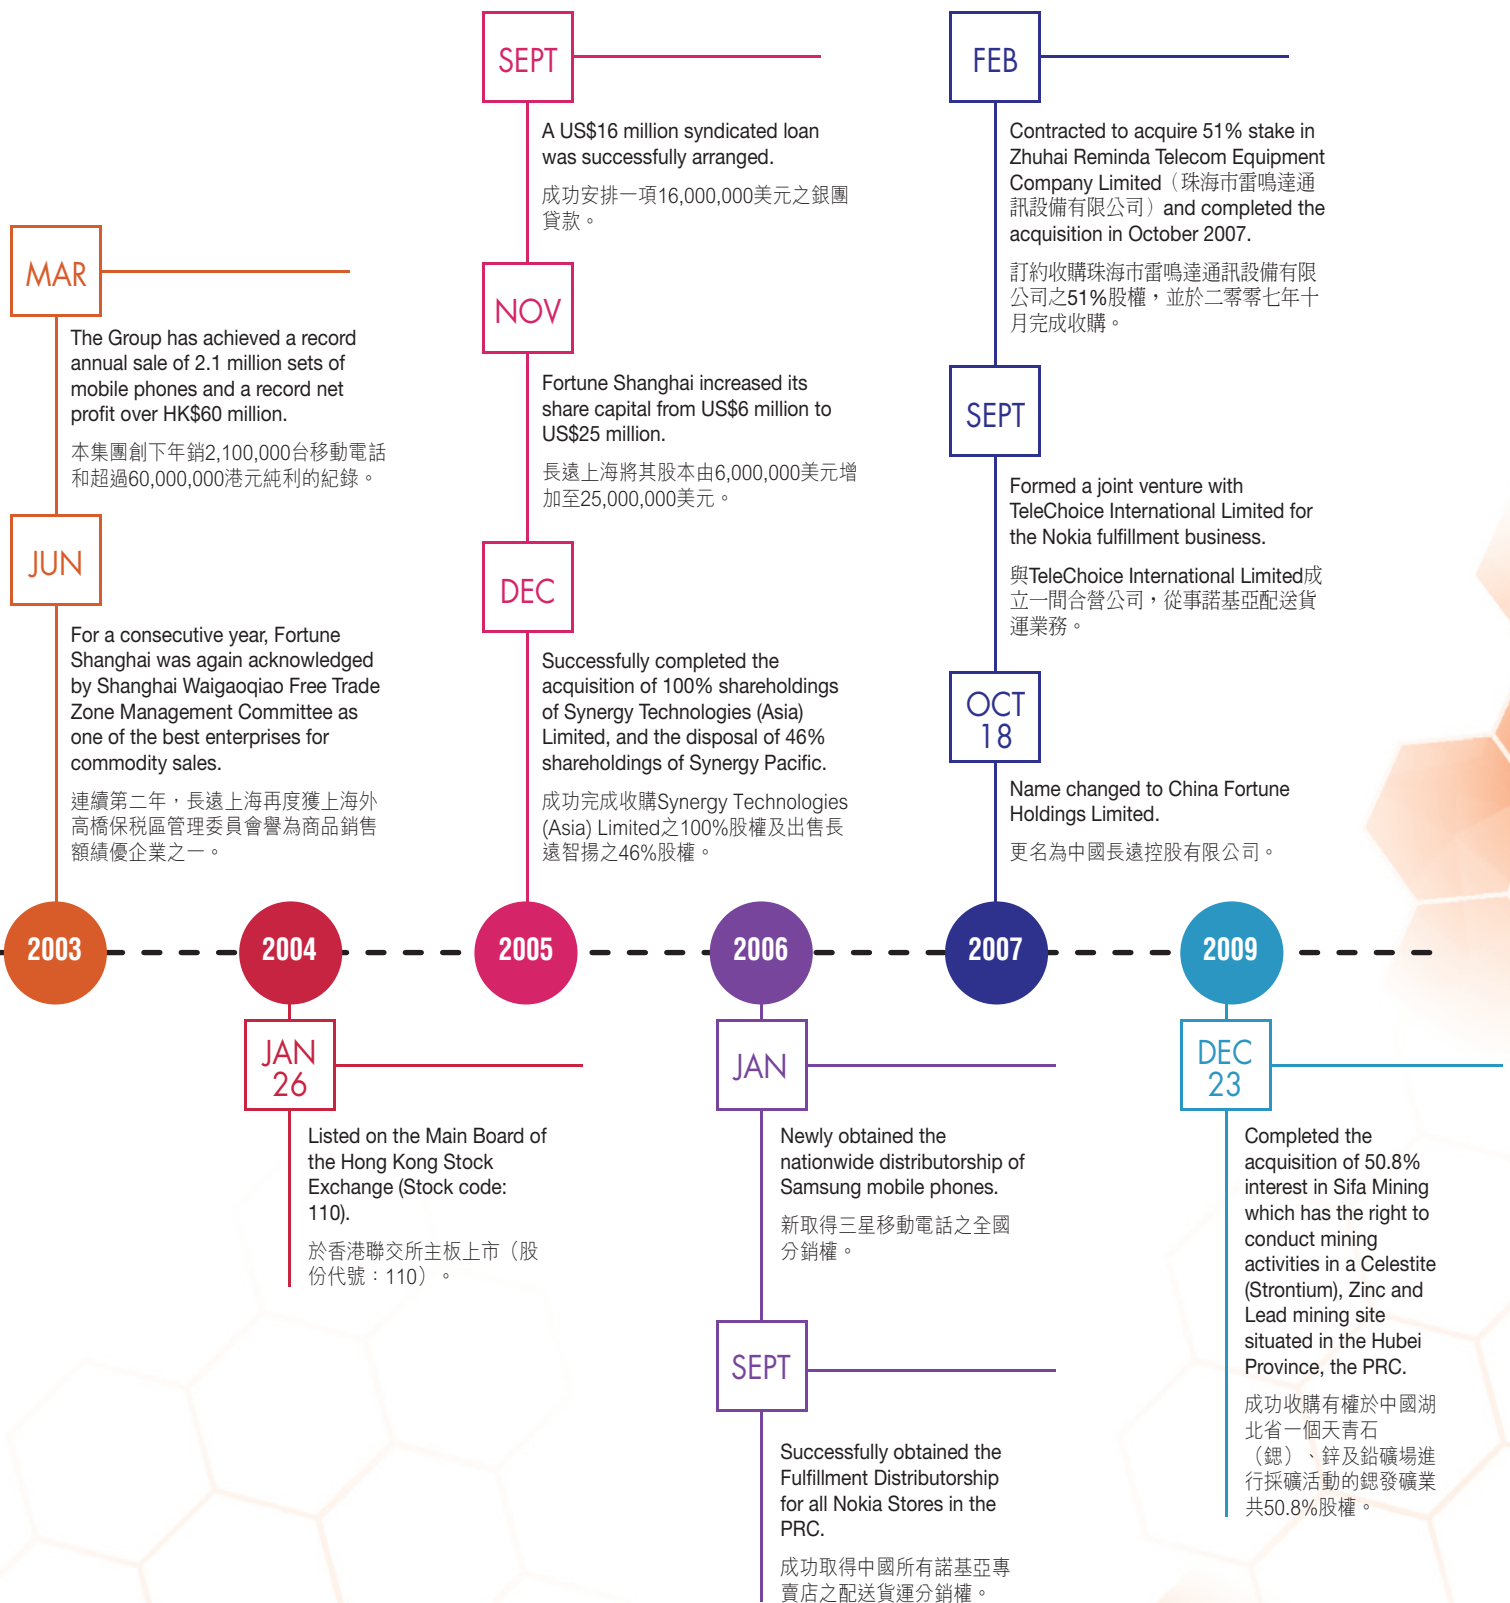 MAR
The Group has achieved a record
annual sale of 2.1 million sets of
mobile phones and a record net
profit over HK$60 million.
本集團創下年銷2,100,000台移動電話
和超過60,000,000港元純利的紀錄。
JUN
For a consecutive year, Fortune
Shanghai was again acknowledged
by Shanghai Waigaoqiao Free Trade
Zone Management Committee as
one of the best enterprises for
commodity sales.
連續第二年，長遠上海再度獲上海外
高橋保税區管理委員會譽為商品銷售
額績優企業之一。
2003
2004
JAN
26
Listed on the Main Board of
the Hong Kong Stock
Exchange (Stock code:
110).
於香港聯交所主板上市（股
份代號：110）。
SEPT
A US$16 million syndicated loan
was successfully arranged.
成功安排一項16,000,000美元之銀團
貸款。
NOV
Fortune Shanghai increased its
share capital from US$6 million to
US$25 million.
長遠上海將其股本由6,000,000美元增
加至25,000,000美元。
DEC
Successfully completed the
acquisition of 100% shareholdings
of Synergy Technologies (Asia)
Limited, and the disposal of 46%
shareholdings of Synergy Pacific.
成功完成收購Synergy Technologies
(Asia) Limited之100%股權及出售長
遠智揚之46%股權。
2005
2006
JAN
Newly obtained the
nationwide distributorship of
Samsung mobile phones.
新取得三星移動電話之全國
分銷權。
SEPT
Successfully obtained the
Fulfillment Distributorship
for all Nokia Stores in the
PRC.
成功取得中國所有諾基亞專
賣店之配送貨運分銷權。
FEB
Contracted to acquire 51% stake in
Zhuhai Reminda Telecom Equipment
Company Limited（珠海市雷鳴達通
訊設備有限公司）and completed the
acquisition in October 2007.
訂約收購珠海市雷鳴達通訊設備有限
公司之51%股權，並於二零零七年十
月完成收購。
SEPT
Formed a joint venture with
TeleChoice International Limited for
the Nokia fulfillment business.
與TeleChoice International Limited成
立一間合營公司，從事諾基亞配送貨
運業務。
OCT
18
Name changed to China Fortune
Holdings Limited.
更名為中國長遠控股有限公司。
2007
2009
DEC
23
Completed the
acquisition of 50.8%
interest in Sifa Mining
which has the right to
conduct mining
activities in a Celestite
(Strontium), Zinc and
Lead mining site
situated in the Hubei
Province, the PRC.
成功收購有權於中國湖
北省一個天青石
（鍶）、鋅及鉛礦場進
行採礦活動的鍶發礦業
共50.8%股權。